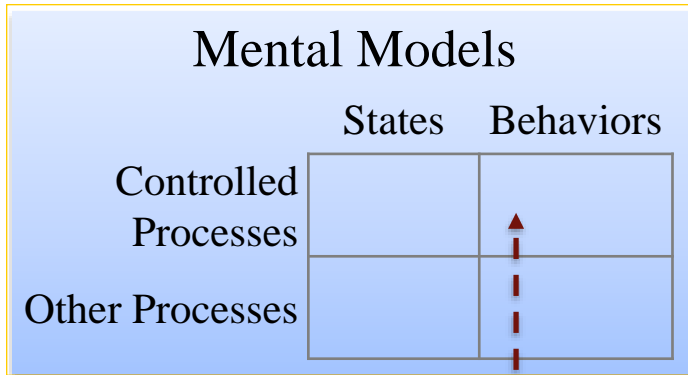 Mental Models
States Behaviors
Controlled
Processes
Other Processes